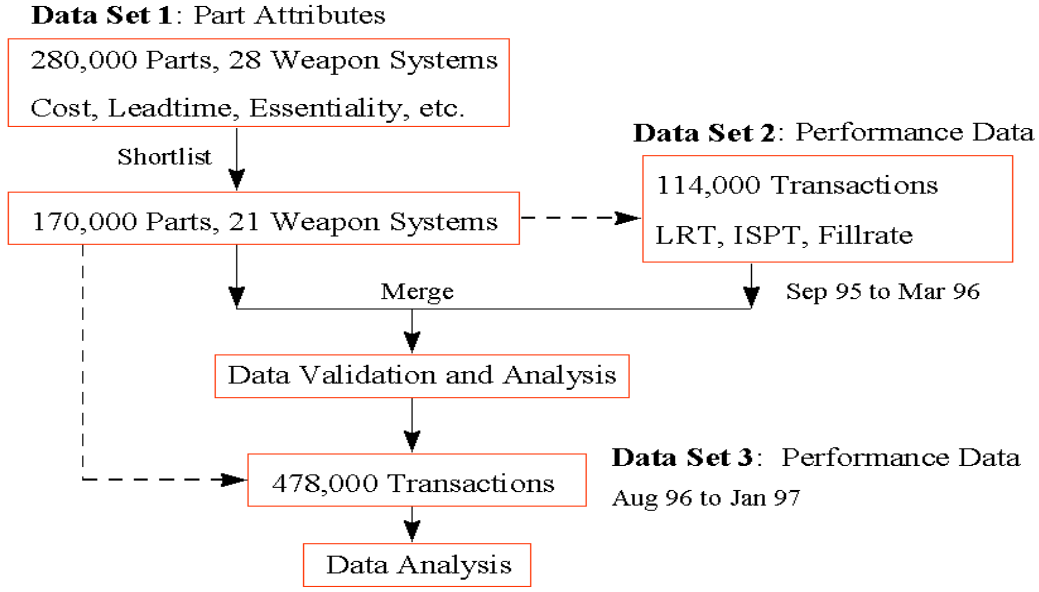 Data Set 1: Part Attributes
280,000 Parts, 28 Weapon Systems
Cost, Leadtime, Essentiality, etc.
Shortlist
Data Set 2: Performance Data
170,000 Parts, 21 Weapon Systems
114,000 Transactions
LRT, ISPT, Fillrate
Merge
Sep 95 to Mar 96
Data Validation and Analysis
478,000 Transactions
Data Set 3: Performance Data
Aug 96 to Jan 97
Data Analysis